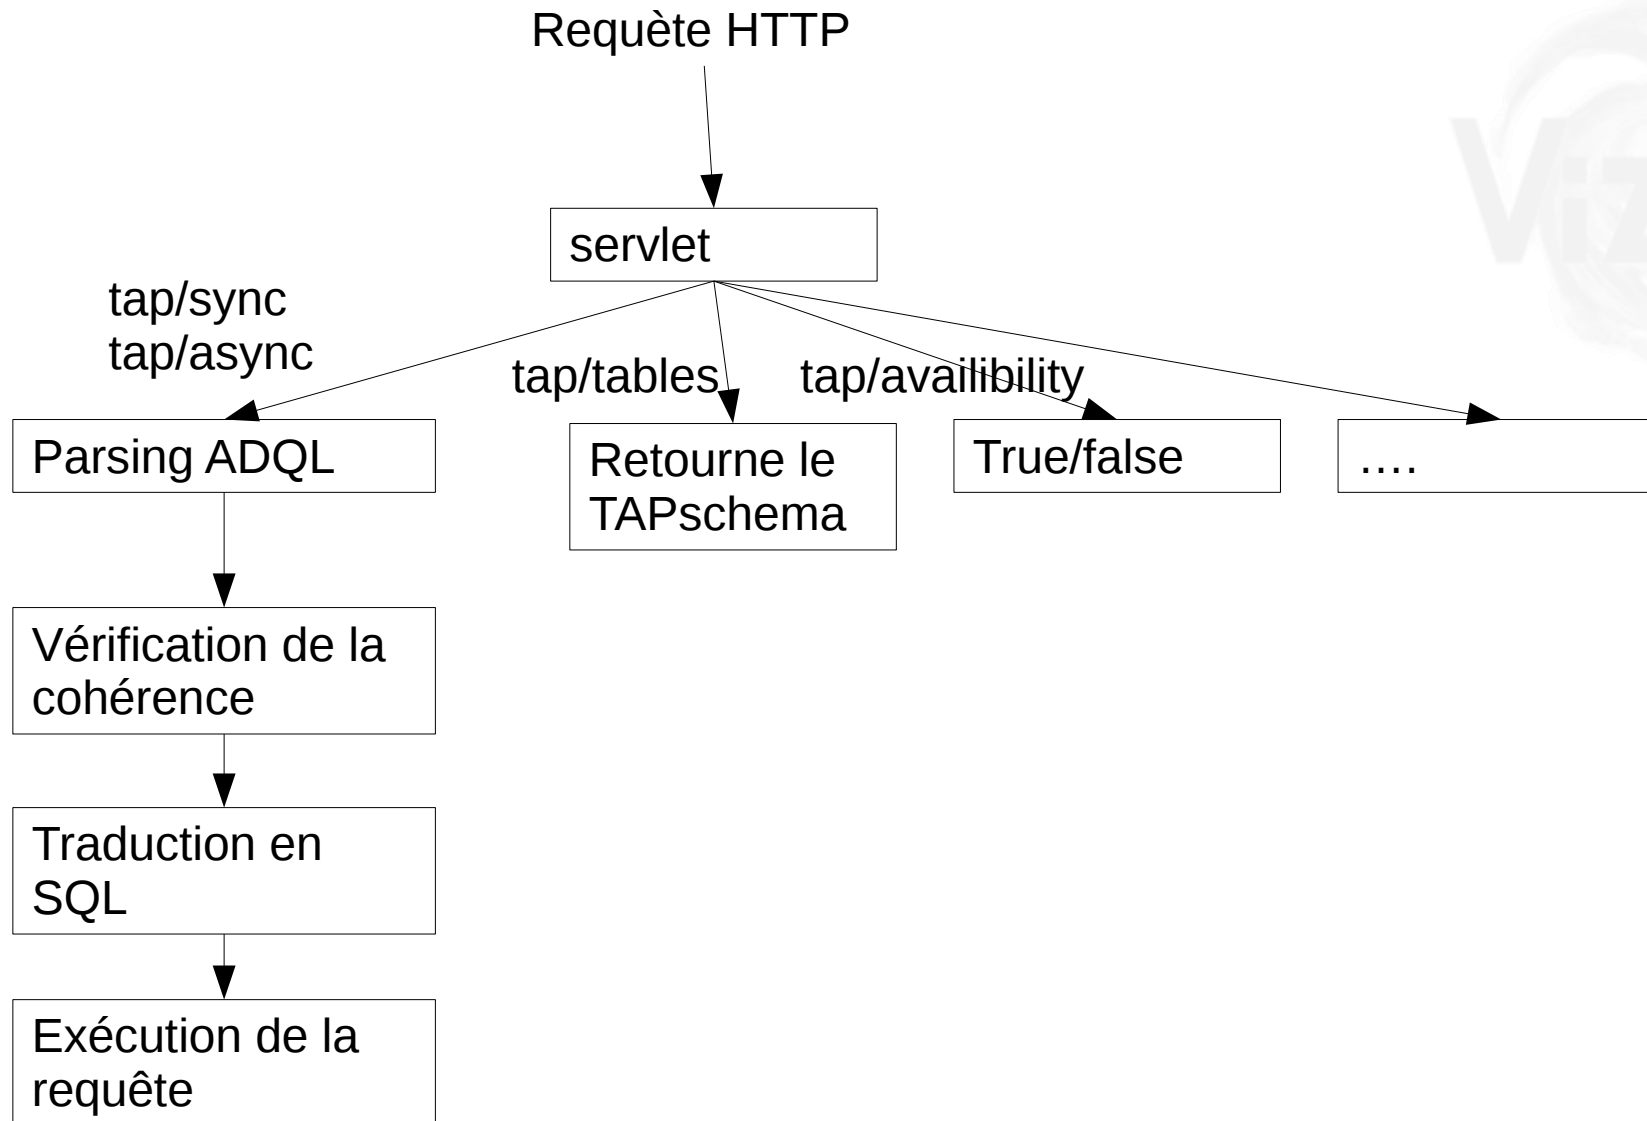 Requète HTTP
servlet
tap/sync
tap/async
tap/tables
tap/availibility
Parsing ADQL
Retourne le
TAPschema
True/false
....
Vérification de la
cohérence
Traduction en
SQL
Exécution de la
requête
Viz